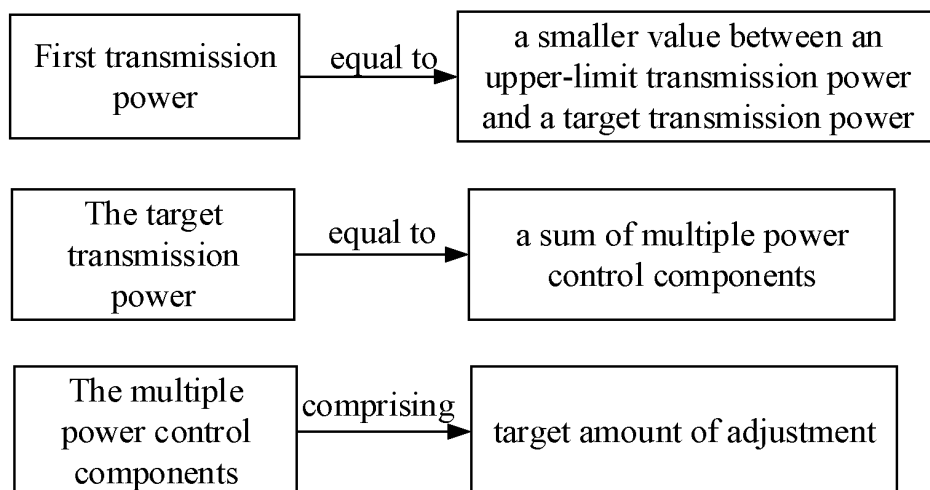 First transmission
power
equal to
a smaller value between an
upper-limit transmission power
and a target transmission power
The target
transmission
power
equal to
a sum of multiple power
control components
The multiple
power control
components
comprising
target amount of adjustment